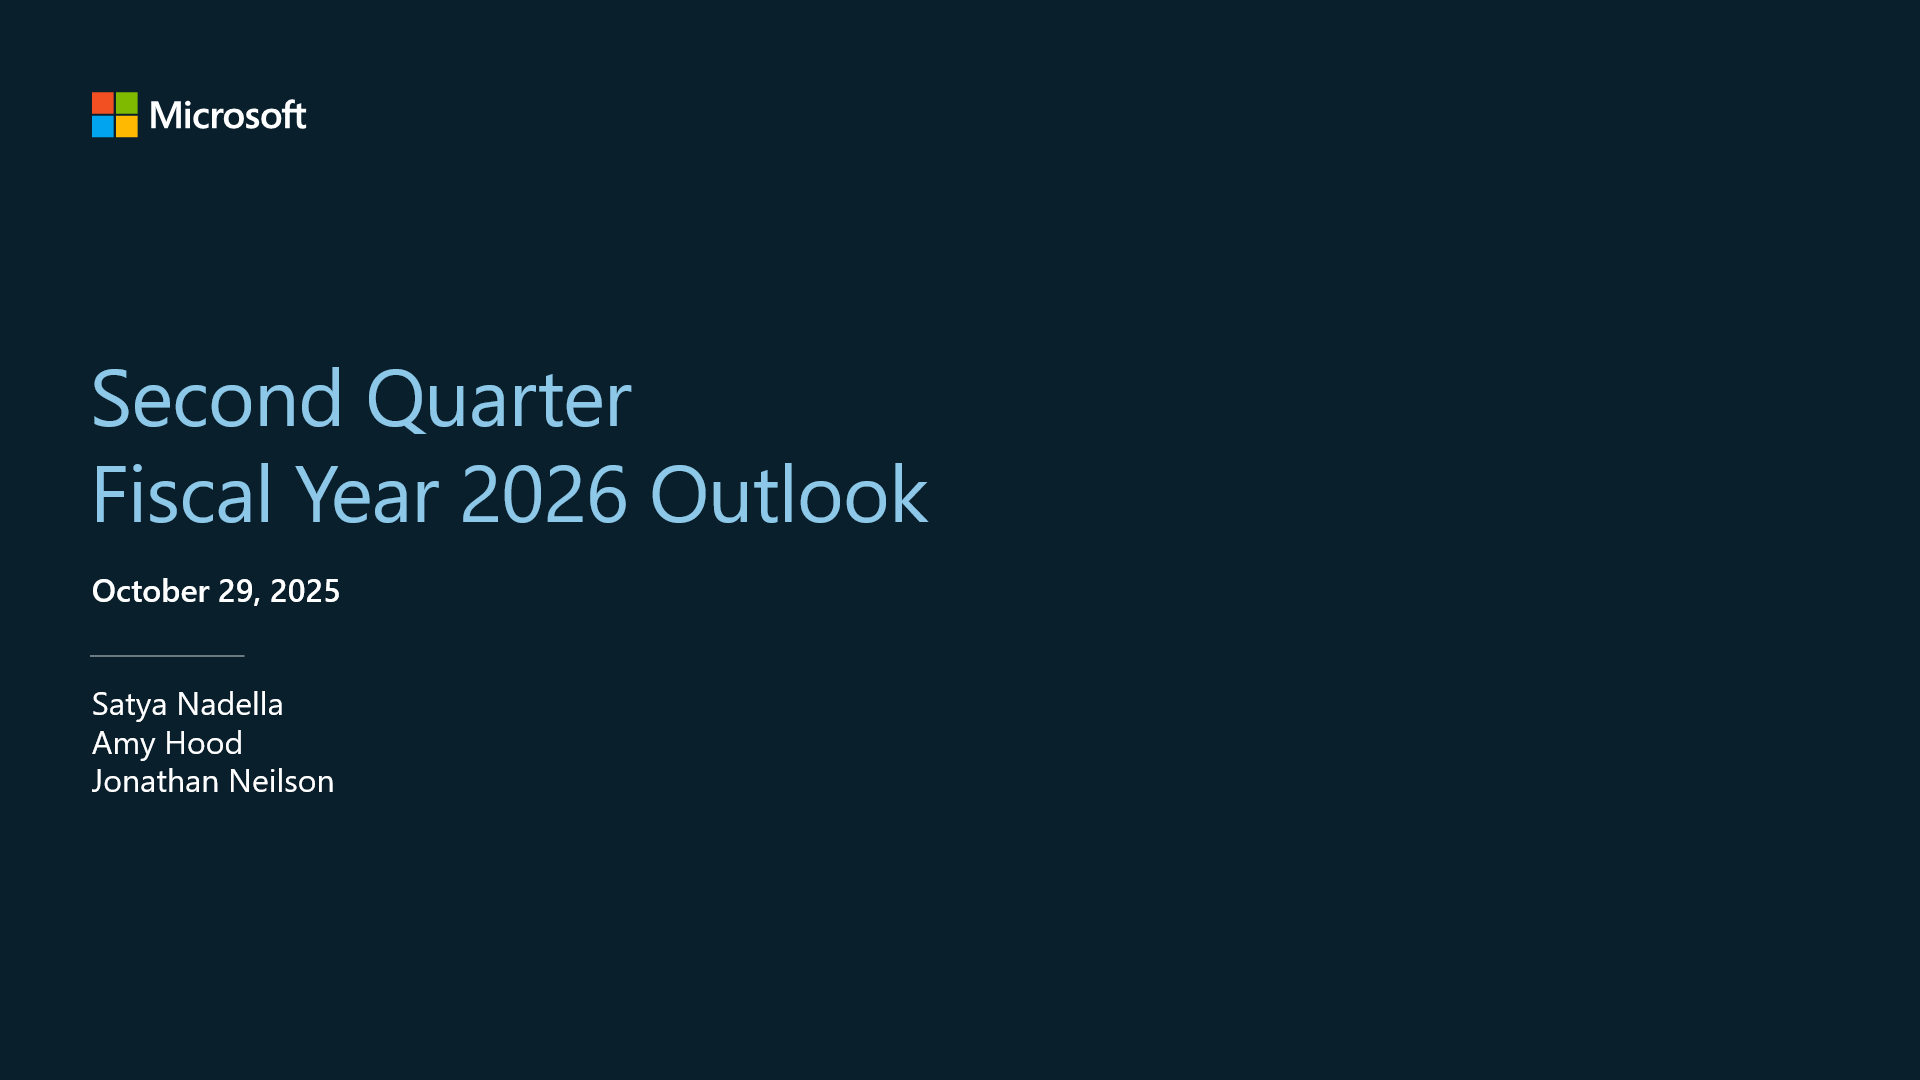 Microsoft
Second Quarter
Fiscal Year 2026 Outlook
October 29, 2025
Satya Nadella
Amy Hood
Jonathan Neilson